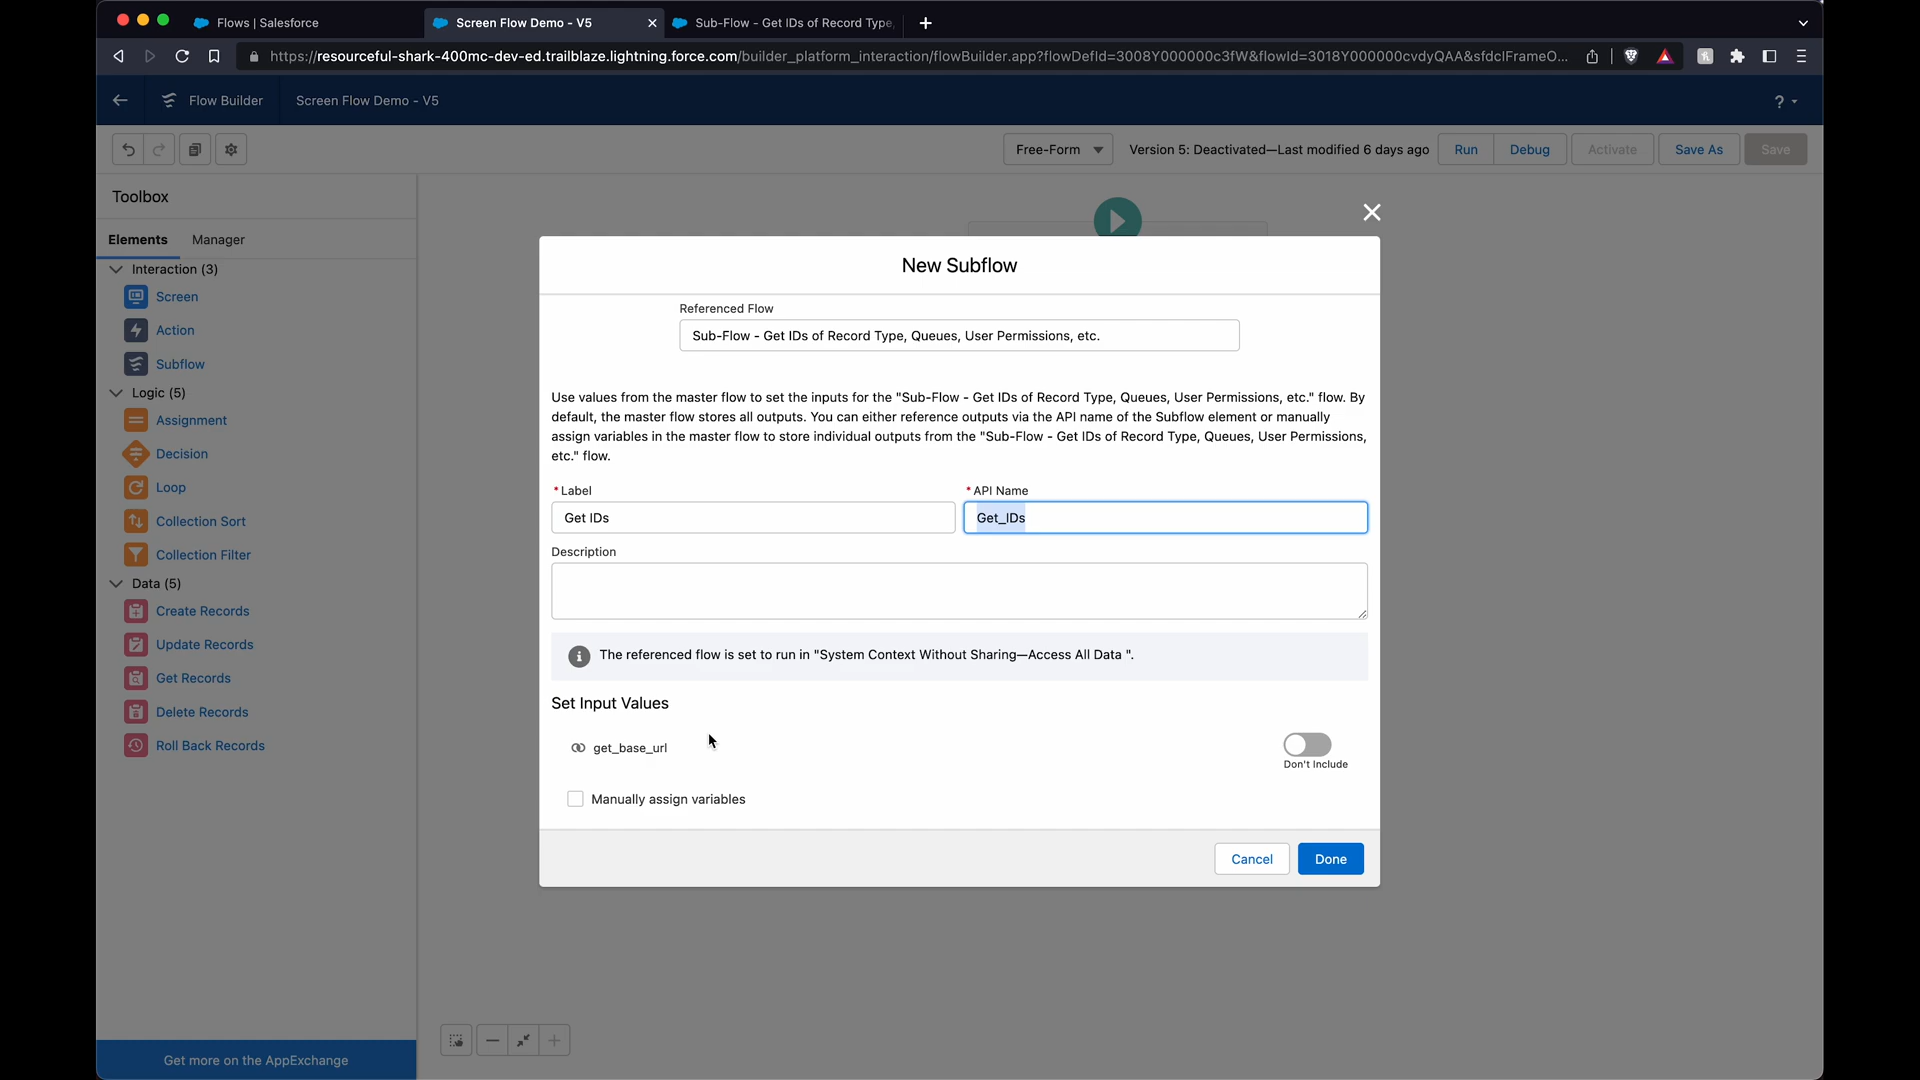 Flows | Salesforce
Screen Flow Demo - V5
Sub-Flow - Get IDs of Record Type,
https://resourceful-shark-400mc-dev-ed.trailblaze.lightning.force.com/builder_platform_interaction/flowBuilder.app?flowDefId=3008Y000000c3fW&flowId=3018Y000000cvdyQAA&sfdcIFrameO...
Flow Builder
Screen Flow Demo - V5
?
Free-Form
Version 5: Deactivated—Last modified 6 days ago
Run
Debug
Activate
Save As
Save
Toolbox
Elements
Manager
Interaction (3)
Screen
Action
Subflow
Logic (5)
Assignment
Decision
Loop
Collection Sort
Collection Filter
Data (5)
Create Records
Update Records
Get Records
Delete Records
Roll Back Records
Get more on the AppExchange
New Subflow
Referenced Flow
Sub-Flow - Get IDs of Record Type, Queues, User Permissions, etc.
Use values from the master flow to set the inputs for the "Sub-Flow - Get IDs of Record Type, Queues, User Permissions, etc." flow. By
default, the master flow stores all outputs. You can either reference outputs via the API name of the Subflow element or manually
assign variables in the master flow to store individual outputs from the "Sub-Flow - Get IDs of Record Type, Queues, User Permissions,
etc." flow.
* Label
Get IDs
* API Name
Get_IDs
Description
The referenced flow is set to run in "System Context Without Sharing—Access All Data ".
Set Input Values
get_base_url
Don't Include
Manually assign variables
Cancel
Done